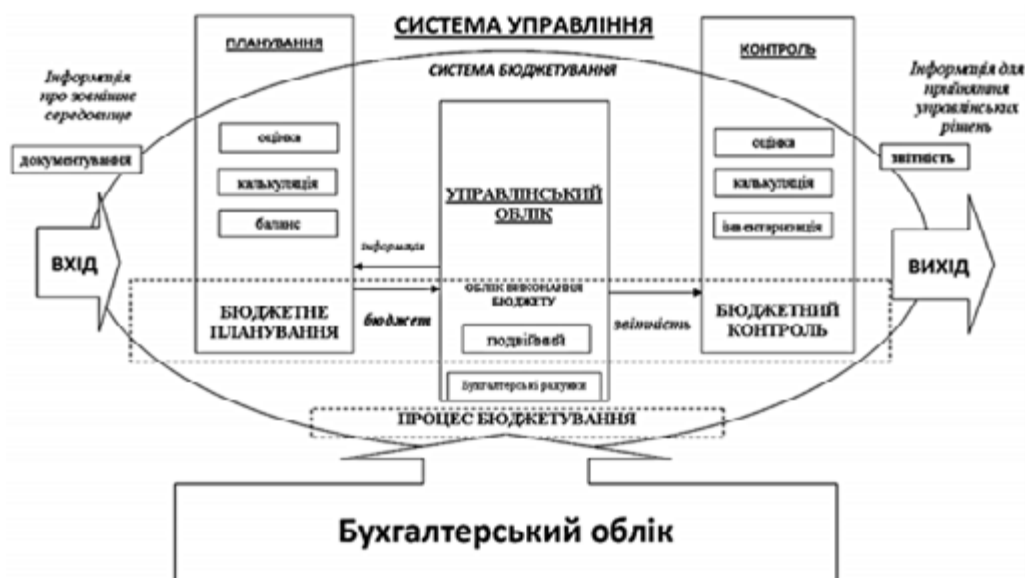 СИСТЕМА УПРАВЛІННЯ
ПЛАНУВАННЯ
КОНТРОЛЬ
СИСТЕМА БЮДЖЕТУВАННЯ
Інформація
про зовнішнє
середовище
Інформація для
прийняття
управлінських
рішень
документування
звітність
оцінка
калькуляція
баланс
УПРАВЛІНСЬКИЙ
ОБЛІК
оцінка
калькуляція
інвентаризація
ВХІД
ВИХІД
інформація
бюджет
ОБЛІК ВИКОНАННЯ
БЮДЖЕТУ
звітність
БЮДЖЕТНЕ
ПЛАНУВАННЯ
БЮДЖЕТНИЙ
КОНТРОЛЬ
подвійний
Бухгалтерські рахунки
ПРОЦЕС БЮДЖЕТУВАННЯ
Бухгалтерський облік